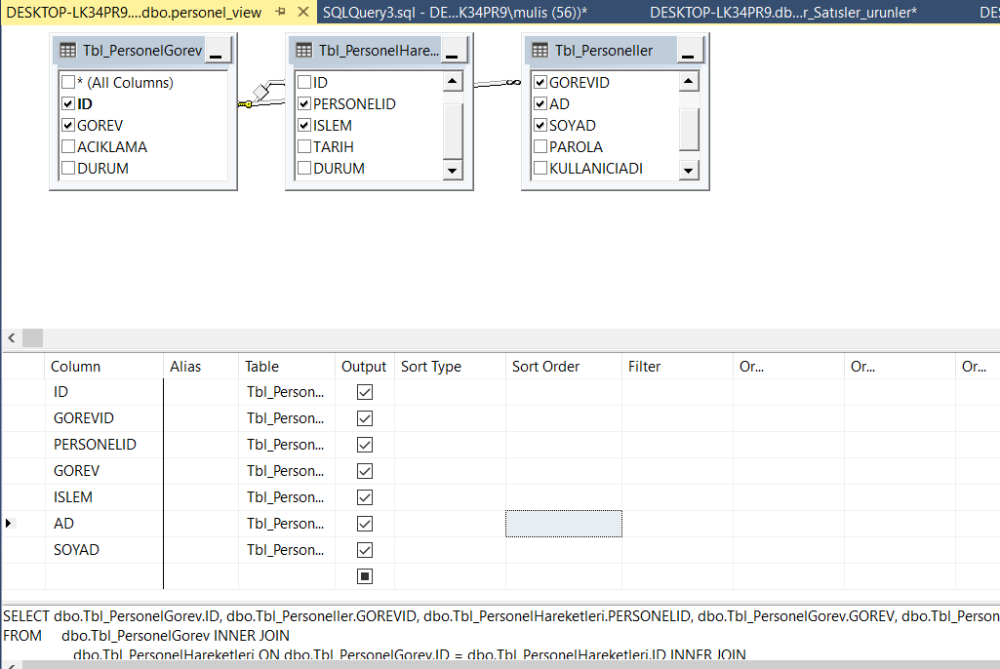 DESKTOP-LK34PR9....dbo.personel_view SQLQuery3.sql - DE...K34PR9\mulis (56))* DESKTOP-LK34PR9.db...r_Satısler_urunler* DE
Tbl_PersonelGorev
* (All Columns)
ID
GOREV
ACIKLAMA
DURUM
Tbl_PersonelHare...
ID
PERSONELID
ISLEM
TARIH
DURUM
Tbl_Personeller
GOREVID
AD
SOYAD
PAROLA
KULLANICIADI
Column Alias Table Output Sort Type Sort Order Filter Or... Or... Or...
ID Tbl_Person...
GOREVID Tbl_Person...
PERSONELID Tbl_Person...
GOREV Tbl_Person...
ISLEM Tbl_Person...
AD Tbl_Person...
SOYAD Tbl_Person...
SELECT dbo.Tbl_PersonelGorev.ID, dbo.Tbl_Personeller.GOREVID, dbo.Tbl_PersonelHareketleri.PERSONELID, dbo.Tbl_PersonelGorev.GOREV, dbo.Tbl_Person
FROM dbo.Tbl_PersonelGorev INNER JOIN
dbo.Tbl_PersonelHareketleri ON dbo.Tbl_PersonelGorev.ID = dbo.Tbl_PersonelHareketleri.ID INNER JOIN